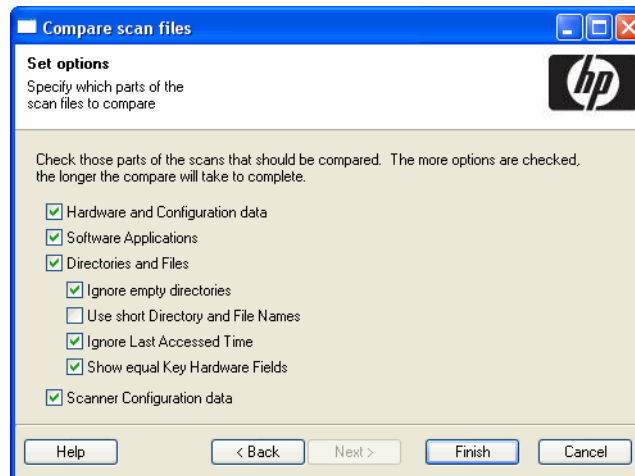 Compare scan files
Set options
Specify which parts of the
scan files to compare
hp
Check those parts of the scans that should be compared. The more options are checked,
the longer the compare will take to complete.
Hardware and Configuration data
Software Applications
Directories and Files
Ignore empty directories
Use short Directory and File Names
Ignore Last Accessed Time
Show equal Key Hardware Fields
Scanner Configuration data
Help
< Back
Next >
Finish
Cancel